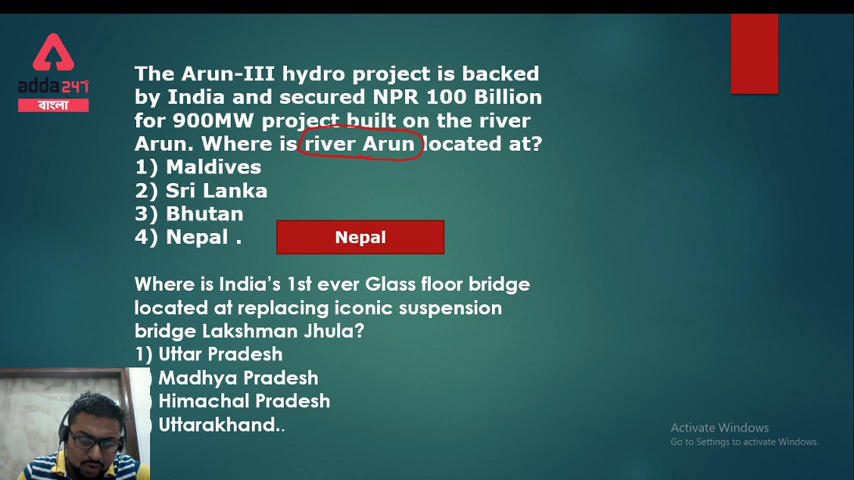 adda247
বাংলা
The Arun-III hydro project is backed
by India and secured NPR 100 Billion
for 900MW project built on the river
Arun. Where is river Arun located at?
1) Maldives
2) Sri Lanka
3) Bhutan
4) Nepal .
Nepal
Where is India’s 1st ever Glass floor bridge
located at replacing iconic suspension
bridge Lakshman Jhula?
1) Uttar Pradesh
) Madhya Pradesh
) Himachal Pradesh
Uttarakhand..
Activate Windows
Go to Settings to activate Windows.